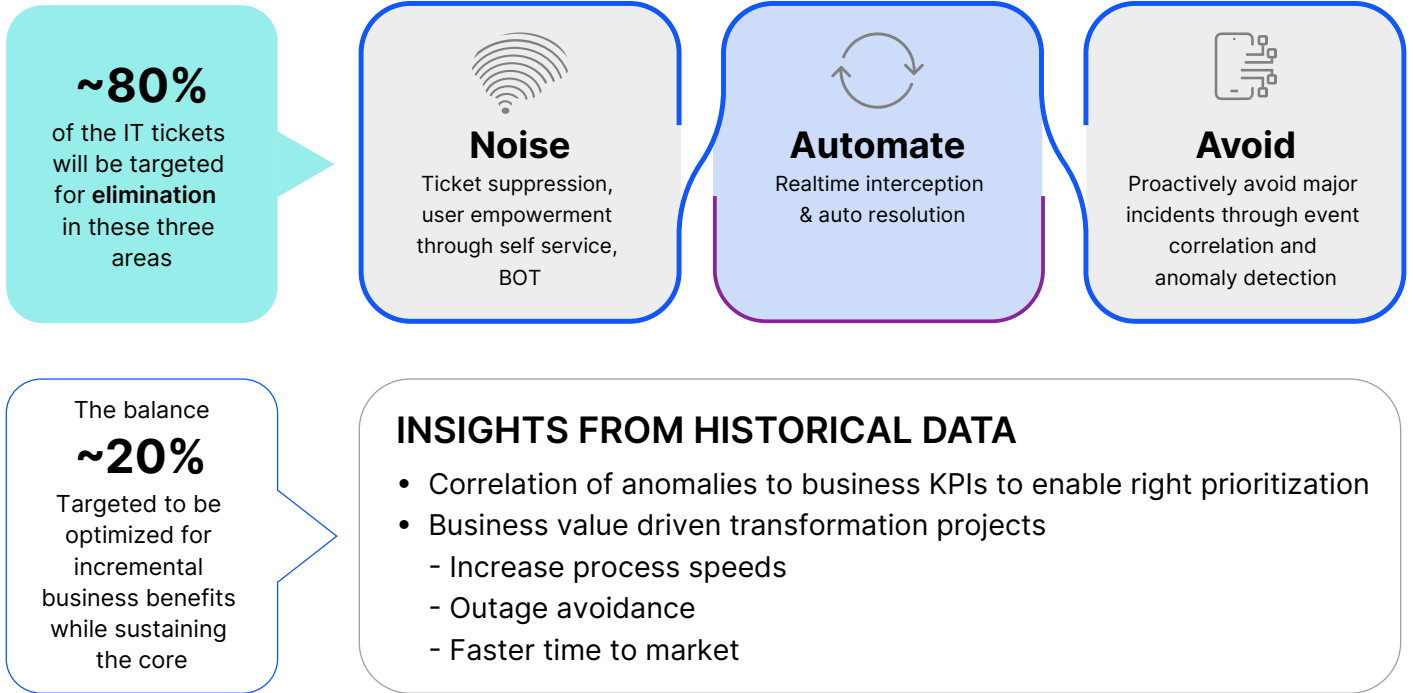 ~80%
of the IT tickets
will be targeted
for elimination
in these three
areas
Noise
Ticket suppression,
user empowerment
through self service,
BOT
Automate
Realtime interception
& auto resolution
Avoid
Proactively avoid major
incidents through event
correlation and
anomaly detection
The balance
~20%
Targeted to be
optimized for
incremental
business benefits
while sustaining
the core
INSIGHTS FROM HISTORICAL DATA
• Correlation of anomalies to business KPIs to enable right prioritization
• Business value driven transformation projects
- Increase process speeds
- Outage avoidance
- Faster time to market